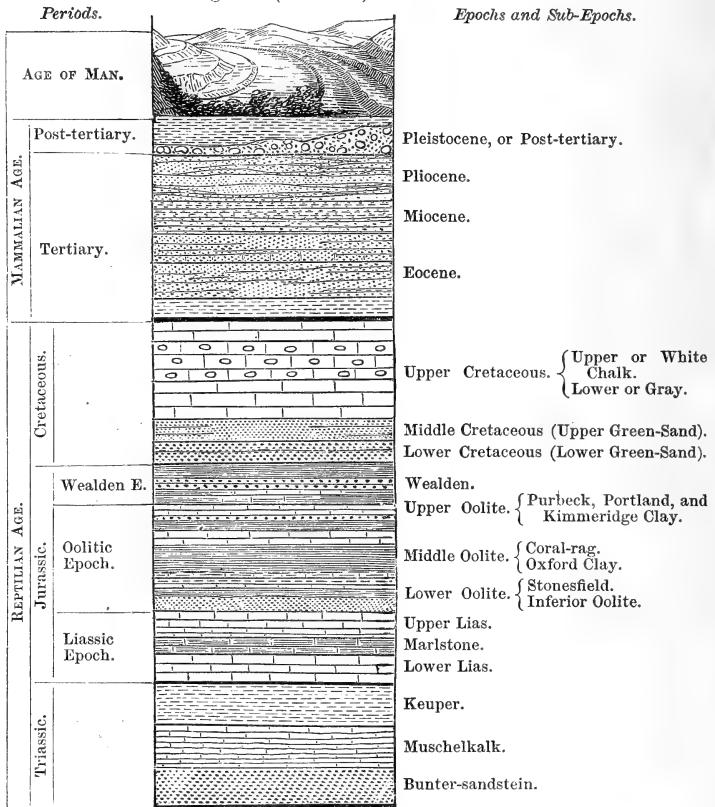 Periods.
Epochs and Sub-Epochs.
AGE OF MAN.
MAMMALIAN AGE.
Post-tertiary.
Pleistocene, or Post-tertiary.
Tertiary.
Pliocene.
Miocene.
Eocene.
REPTILIAN AGE.
Cretaceous.
Upper Cretaceous.
Upper or White
Chalk.
Lower or Gray.
Middle Cretaceous (Upper Green-Sand).
Lower Cretaceous (Lower Green-Sand).
Jurassic.
Wealden E.
Wealden.
Oolitic
Epoch.
Upper Oolite.
Purbeck, Portland, and
Kimmeridge Clay.
Middle Oolite.
Coral-rag.
Oxford Clay.
Lower Oolite.
Stonesfield.
Inferior Oolite.
Liassic
Epoch.
Upper Lias.
Marlstone.
Lower Lias.
Triassic.
Keuper.
Muschelkalk.
Bunter-sandstein.